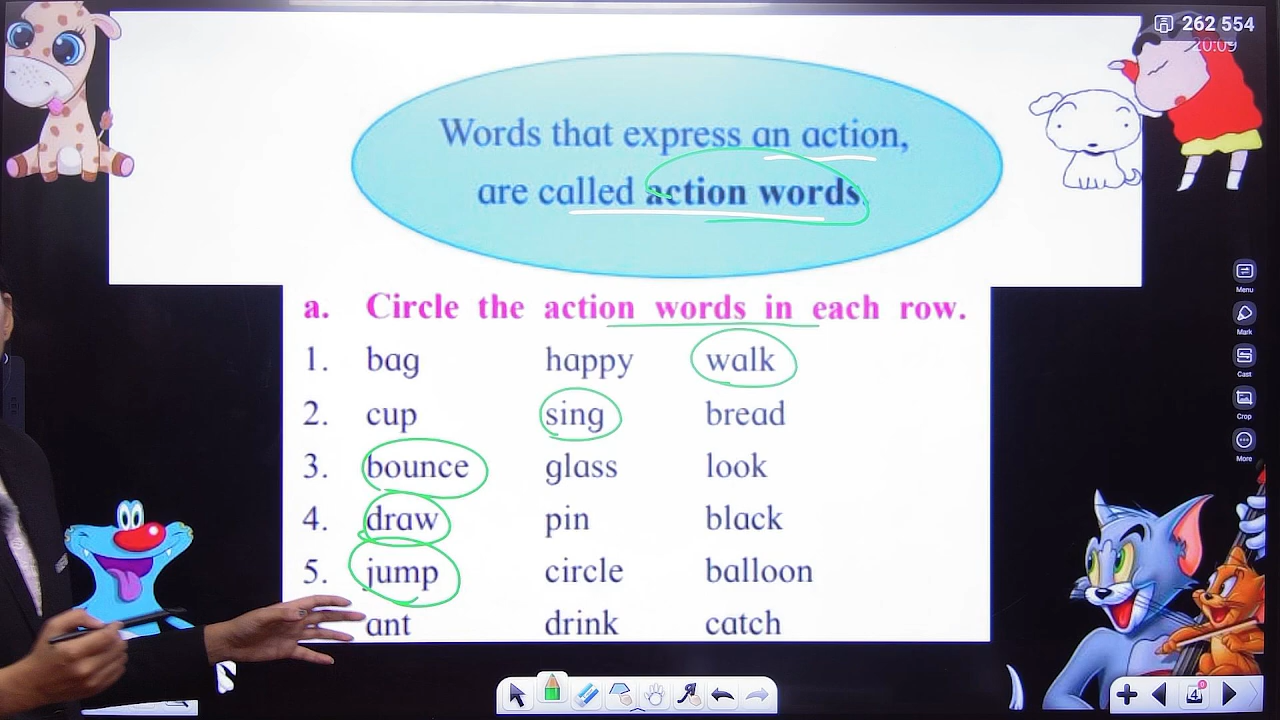 262 554
20:09
Words that express an action,
are called action words.
a. Circle the action words in each row.
1. bag happy walk
2. cup sing bread
3. bounce glass look
4. draw pin black
5. jump circle balloon
ant drink catch
Menu
Mark
Cast
Crop
More
4